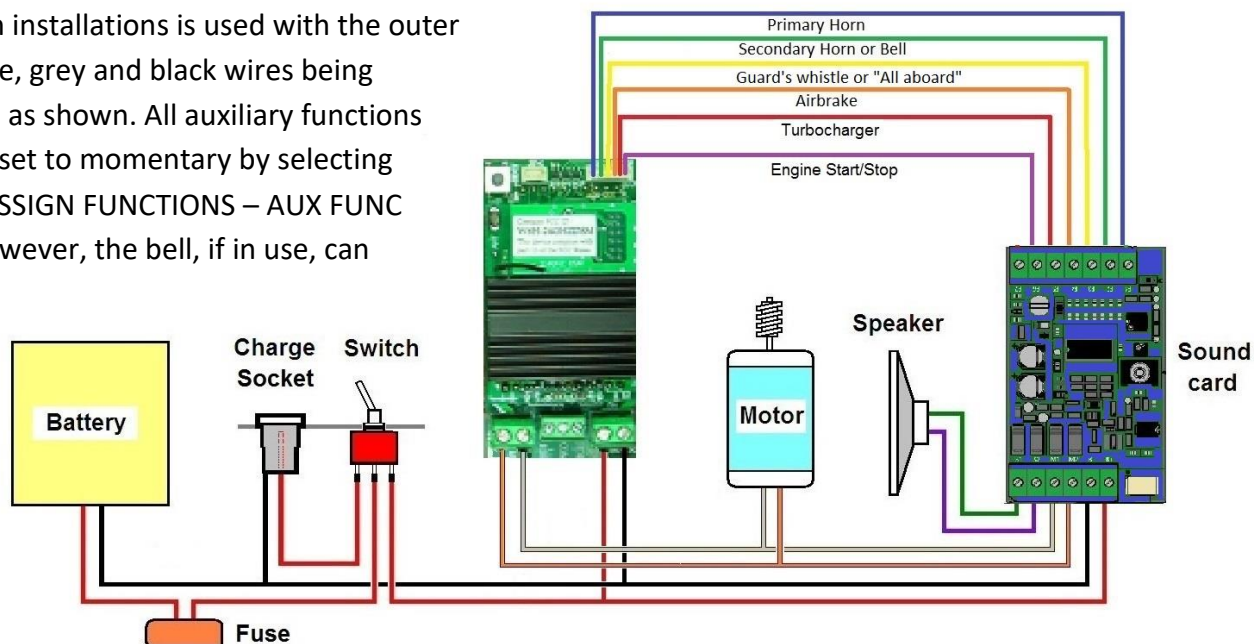 n installations is used with the outer
e, grey and black wires being
as shown. All auxiliary functions
set to momentary by selecting
SSIGN FUNCTIONS – AUX FUNC
wever, the bell, if in use, can
Primary Horn
Secondary Horn or Bell
Guard's whistle or "All aboard"
Airbrake
Turbocharger
Engine Start/Stop
Battery
Charge
Socket
Switch
Motor
Speaker
Sound
card
Fuse